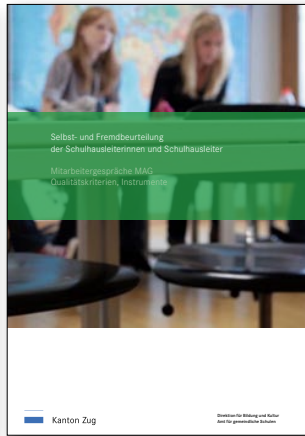 Selbst- und Fremdbeurteilung
der Schulhausleiterinnen und Schulhausleiter
Mitarbeitergespräche MAG
Qualitätskriterien, Instrumente
Kanton Zug
Direktion für Bildung und Kultur
Amt für gemeindliche Schulen